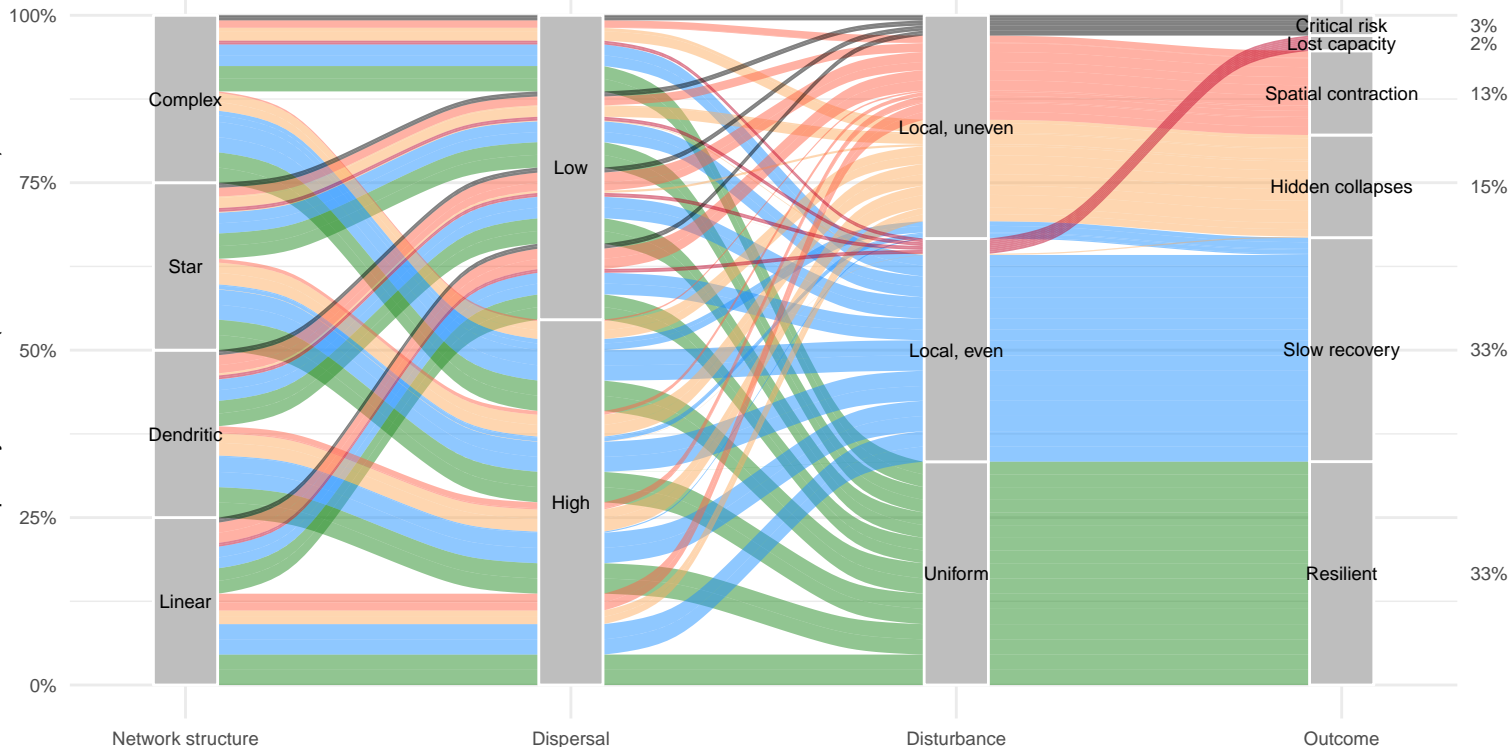 100%
75%
50%
25%
0%
Complex
Star
Dendritic
Linear
Low
High
Local, uneven
Local, even
Uniform
Critical risk
Lost capacity
Spatial contraction
Hidden collapses
Slow recovery
Resilient
3%
2%
13%
15%
33%
33%
Network structure
Dispersal
Disturbance
Outcome